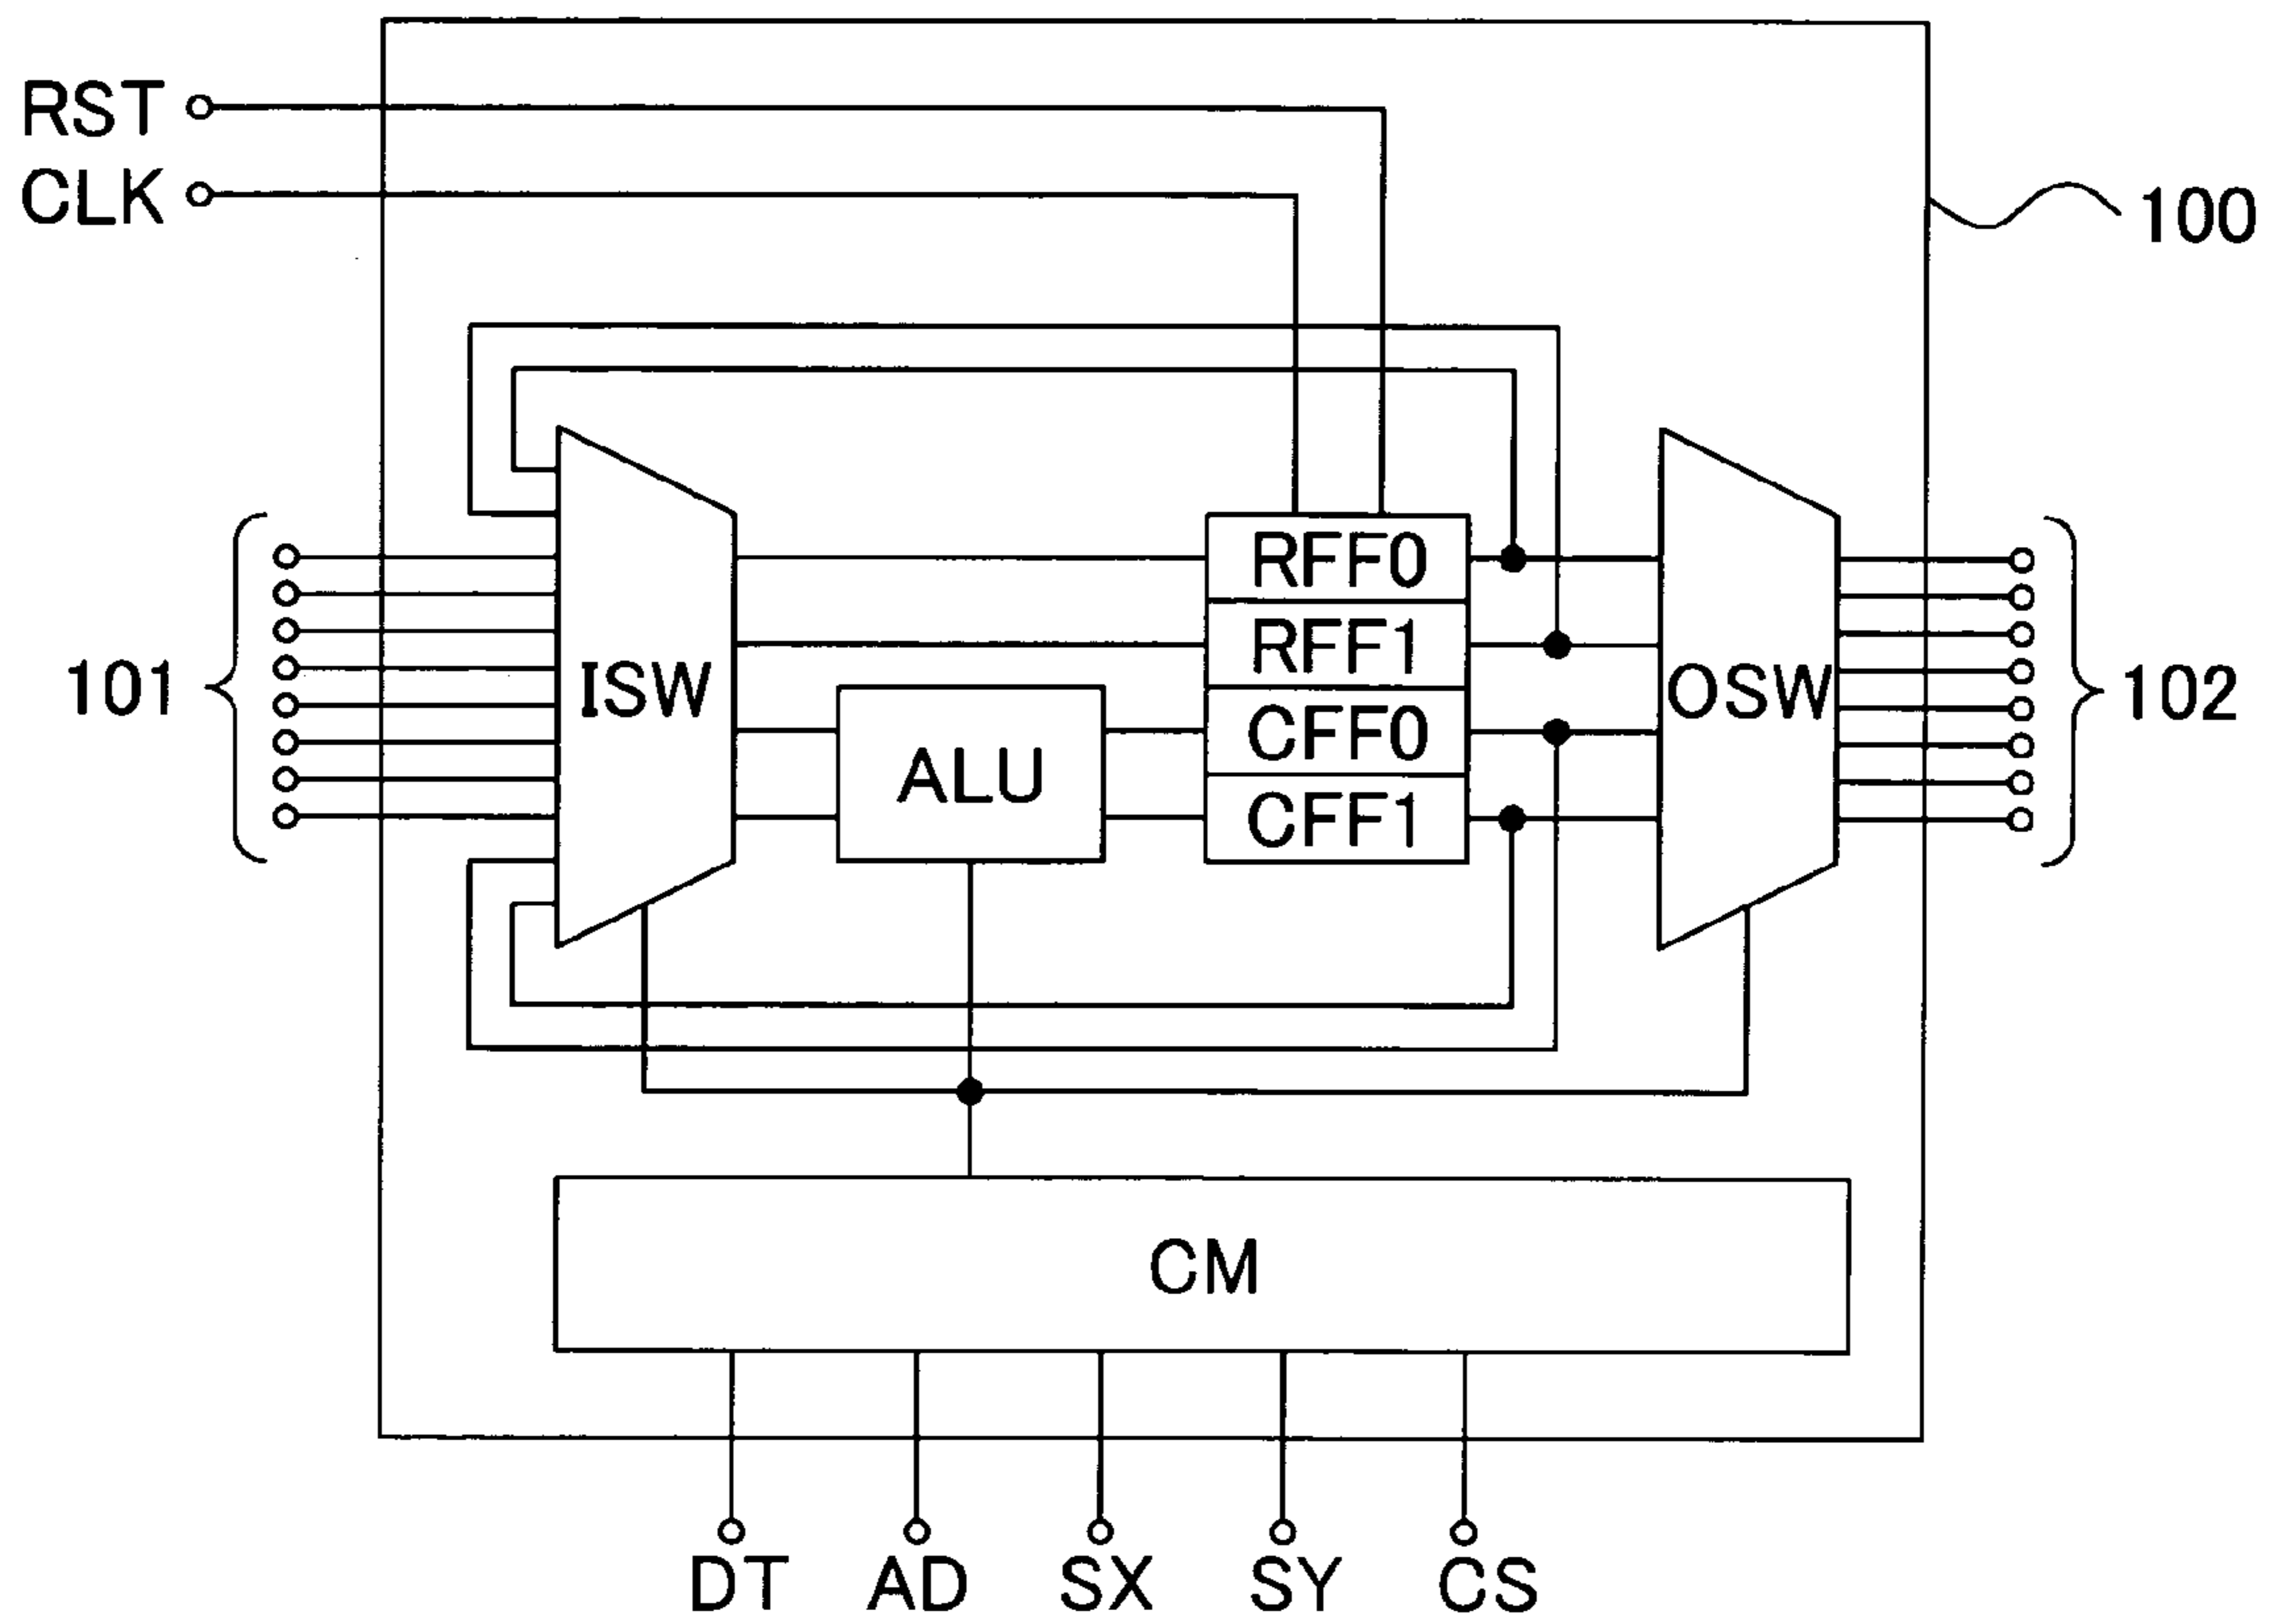 RST
CLK
100
RFF0
RFF1
101
ISW
OSW
102
CFF0
ALU
CFF1
CM
DT AD SX SY CS